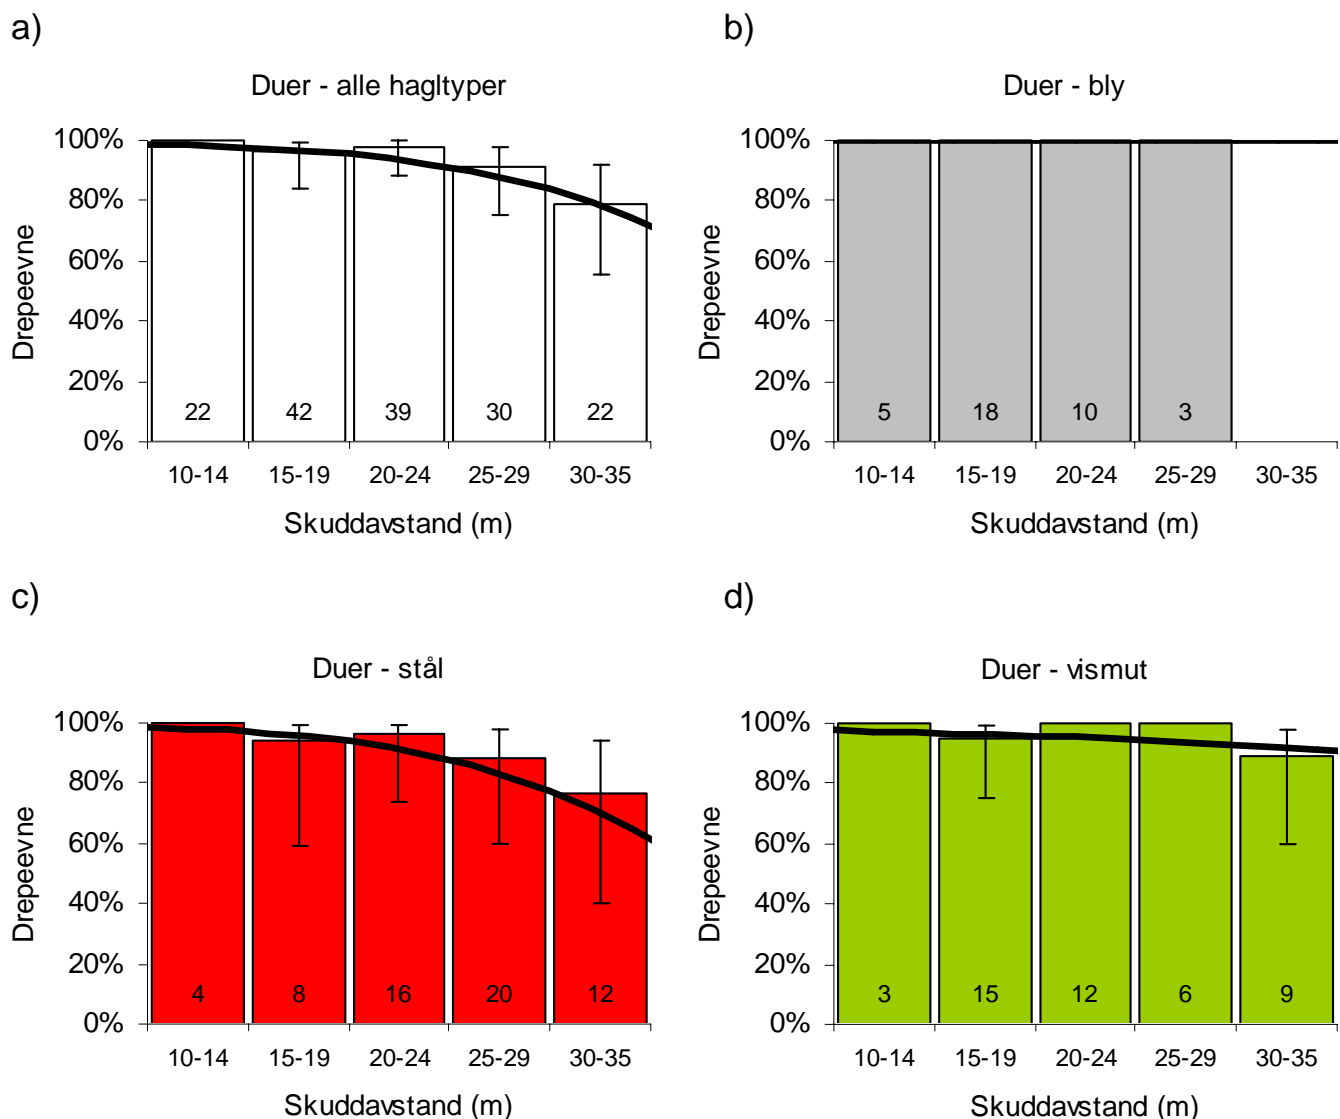 a)
Duer - alle hagltyper
Drepeevne
100%
80%
60%
40%
20%
0%
22 42 39 30 22
10-14 15-19 20-24 25-29 30-35
Skuddavstand (m)
b)
Duer - bly
Drepeevne
100%
80%
60%
40%
20%
0%
5 18 10 3
10-14 15-19 20-24 25-29 30-35
Skuddavstand (m)
c)
Duer - stål
Drepeevne
100%
80%
60%
40%
20%
0%
4 8 16 20 12
10-14 15-19 20-24 25-29 30-35
Skuddavstand (m)
d)
Duer - vismut
Drepeevne
100%
80%
60%
40%
20%
0%
3 15 12 6 9
10-14 15-19 20-24 25-29 30-35
Skuddavstand (m)